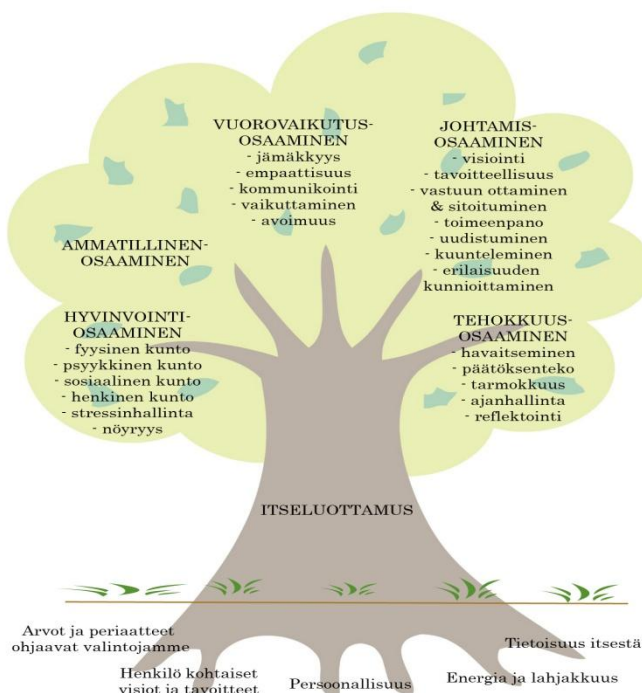 VUOROVAIKUTUS-
OSAAMINEN
- jämäkkyys
- empaattisuus
- kommunikointi
- vaikuttaminen
- avoimuus
JOHTAMIS-
OSAAMINEN
- visiointi
- tavoitteellisuus
- vastuun ottaminen
& sitoituminen
- toimeenpano
- uudistuminen
- kuunteleminen
- erilaisuuden
kunnioittaminen
AMMATILLINEN-
OSAAMINEN
HYVINVOINTI-
OSAAMINEN
- fyysinen kunto
- psyykkinen kunto
- sosiaalinen kunto
- henkinen kunto
- stressinhallinta
- nöyryys
TEHOKKUUS-
OSAAMINEN
- havaitseminen
- päätöksenteko
- tarmokkuus
- ajanhallinta
- reflektointi
ITSELUOTTAMUS
Arvot ja periaatteet
ohjaavat valintojamme
Henkilö kohtaiset
visiot ja tavoitteet
Persoonallisuus
Energia ja lahjakkuus
Tietoisuus itsestä